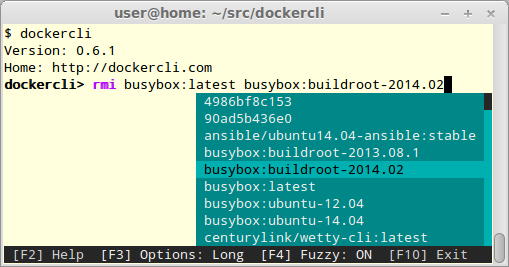 user@home: ~/src/dockercli
$ dockercli
Version: 0.6.1
Home: http://dockercli.com
dockercli> rmi busybox:latest busybox:buildroot-2014.02
4986bf8c153
90ad5b436e0
ansible/ubuntu14.04-ansible:stable
busybox:buildroot-2013.08.1
busybox:buildroot-2014.02
busybox:latest
busybox:ubuntu-12.04
busybox:ubuntu-14.04
centurylink/wetty-cli:latest
[F2] Help [F3] Options: Long [F4] Fuzzy: ON [F10] Exit